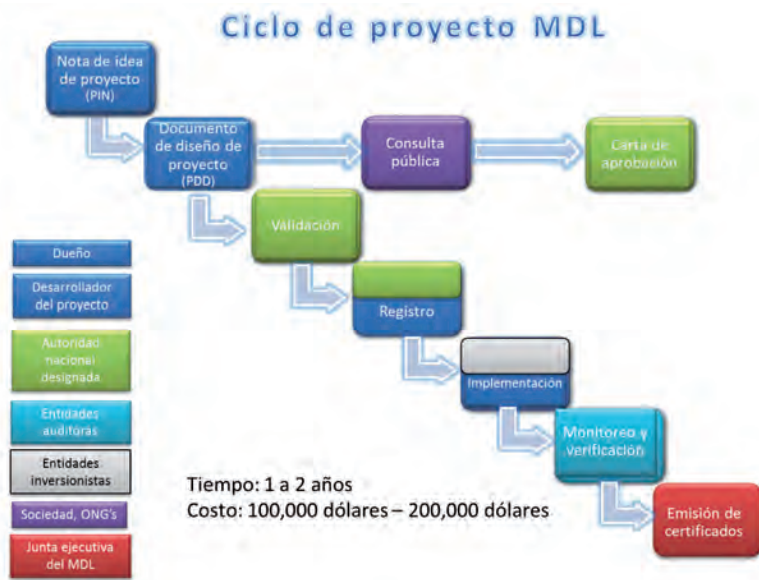 Ciclo de proyecto MDL
Nota de idea
de proyecto
(PIN)
Documento
de diseño de
proyecto
(PDD)
Consulta
pública
Carta de
aprobación
Validación
Registro
Implementación
Monitoreo y
verificación
Emisión de
certificados
Dueño
Desarrollador
del proyecto
Autoridad
nacional
designada
Entidades
auditoras
Entidades
inversionistas
Sociedad, ONG's
Junta ejecutiva
del MDL
Tiempo: 1 a 2 años
Costo: 100,000 dólares – 200,000 dólares